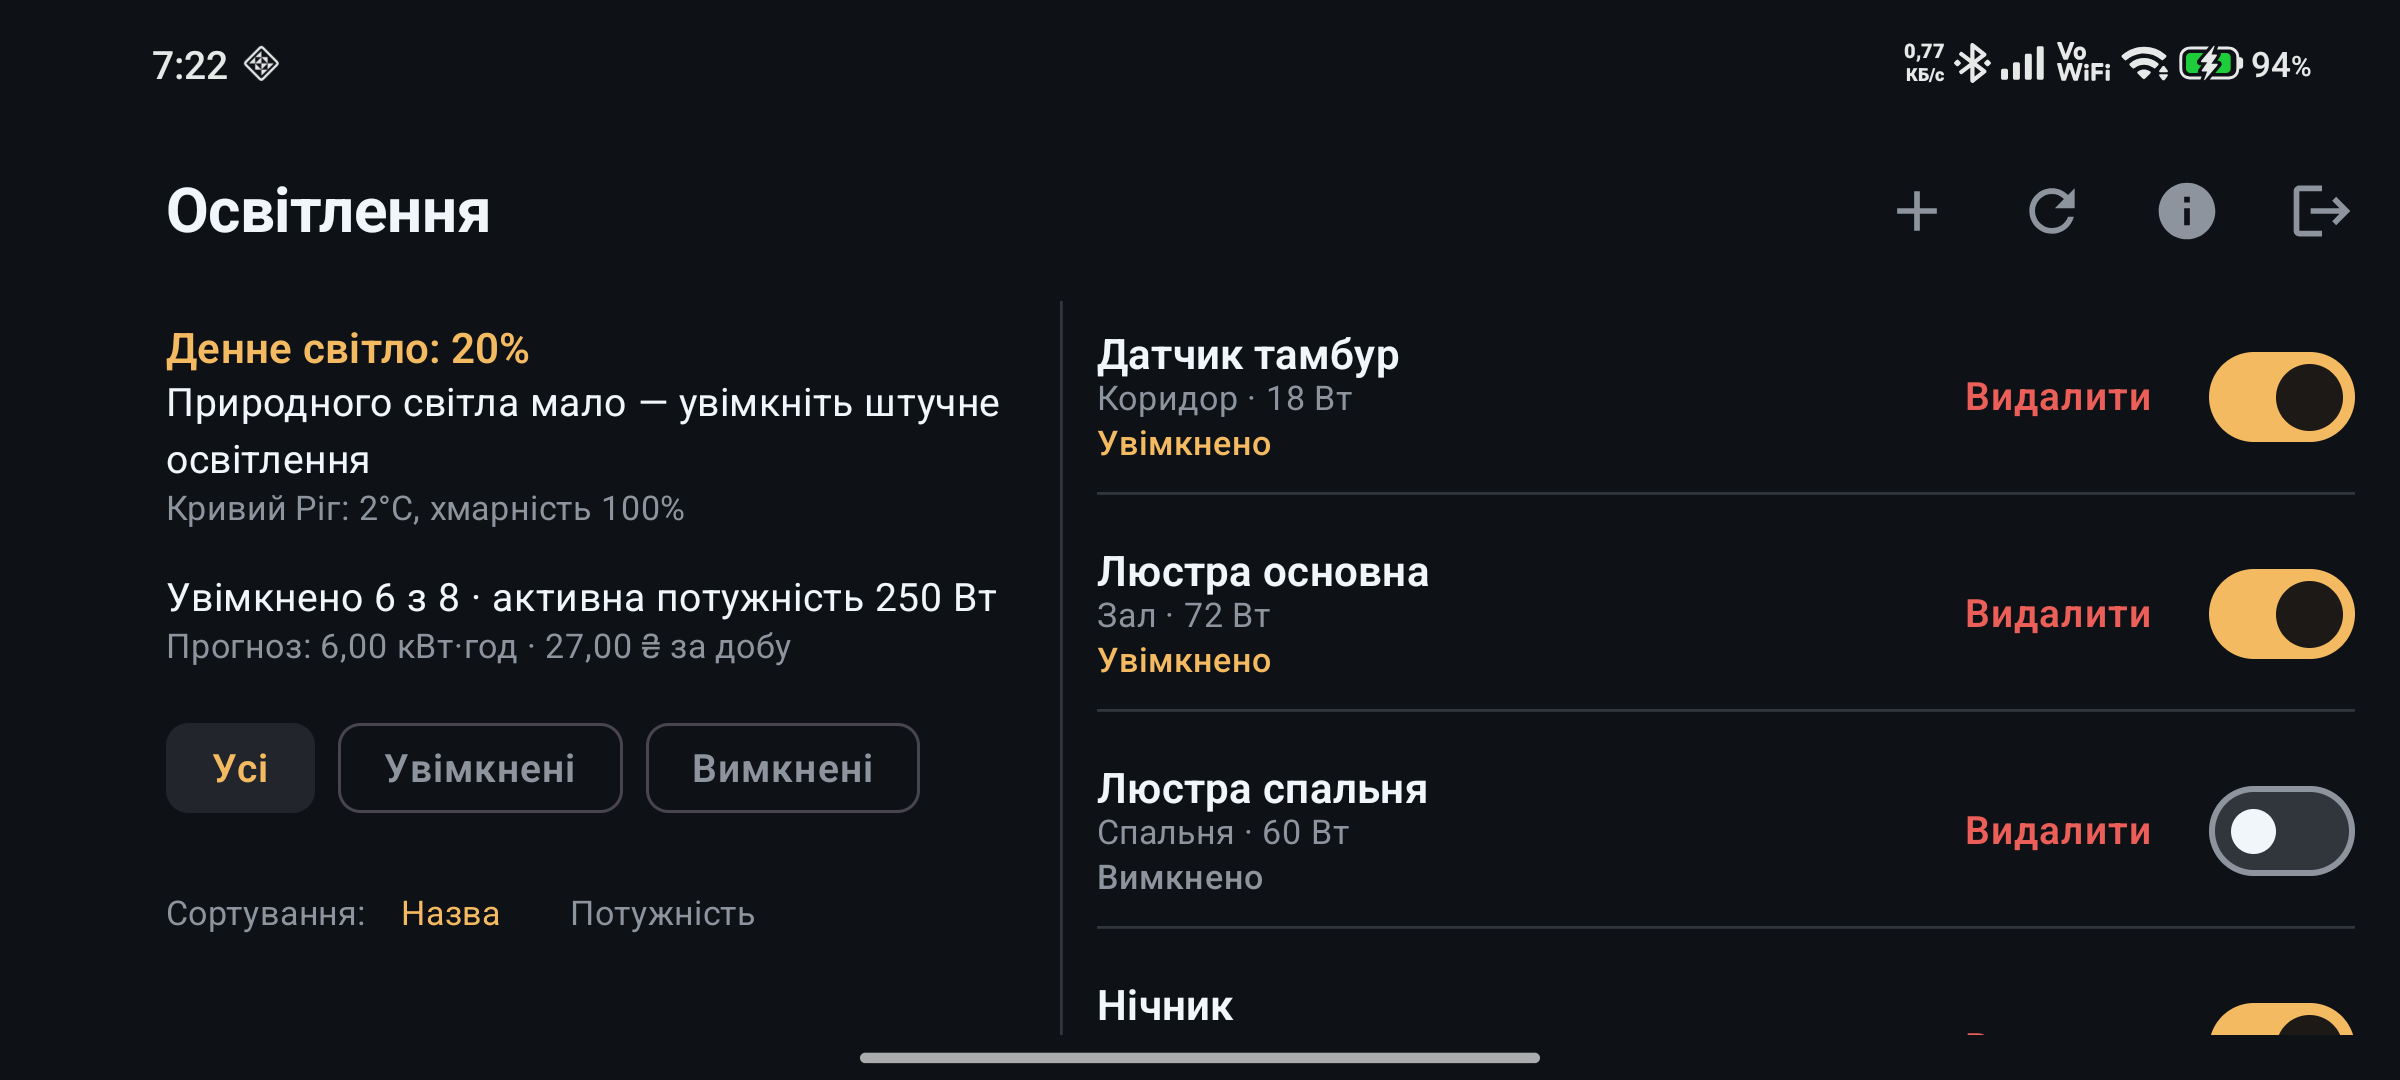 7:22
0,77
КБ/с
Vo
WiFi
94%
Освітлення
Денне світло: 20%
Природного світла мало — увімкніть штучне
освітлення
Кривий Ріг: 2°C, хмарність 100%
Увімкнено 6 з 8 · активна потужність 250 Вт
Прогноз: 6,00 кВт·год · 27,00 ₴ за добу
Усі
Увімкнені
Вимкнені
Сортування: Назва Потужність
Датчик тамбур
Коридор · 18 Вт
Увімкнено
Видалити
Люстра основна
Зал · 72 Вт
Увімкнено
Видалити
Люстра спальня
Спальня · 60 Вт
Вимкнено
Видалити
Нічник